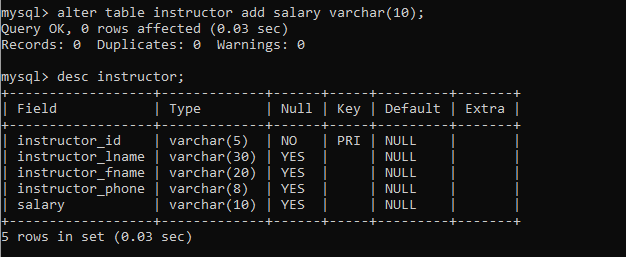 mysql> alter table instructor add salary varchar(10);
Query OK, 0 rows affected (0.03 sec)
Records: 0  Duplicates: 0  Warnings: 0
mysql> desc instructor;
+------------------+-------------+------+-----+---------+-------+
| Field            | Type        | Null | Key | Default | Extra |
+------------------+-------------+------+-----+---------+-------+
| instructor_id    | varchar(5)  | NO   | PRI | NULL    |       |
| instructor_lname | varchar(30) | YES  |     | NULL    |       |
| instructor_fname | varchar(20) | YES  |     | NULL    |       |
| instructor_phone | varchar(8)  | YES  |     | NULL    |       |
| salary           | varchar(10) | YES  |     | NULL    |       |
+------------------+-------------+------+-----+---------+-------+
5 rows in set (0.03 sec)